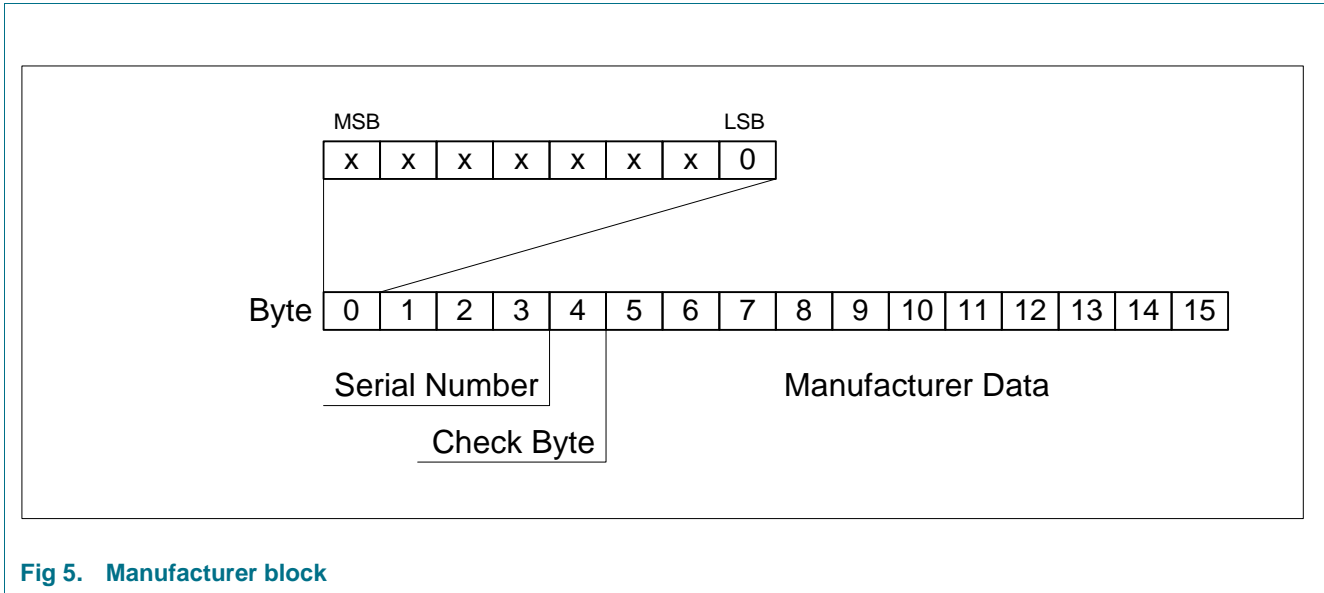 MSB LSB
x x x x x x x 0
Byte 0 1 2 3 4 5 6 7 8 9 10 11 12 13 14 15
Serial Number Manufacturer Data
Check Byte
Fig 5. Manufacturer block